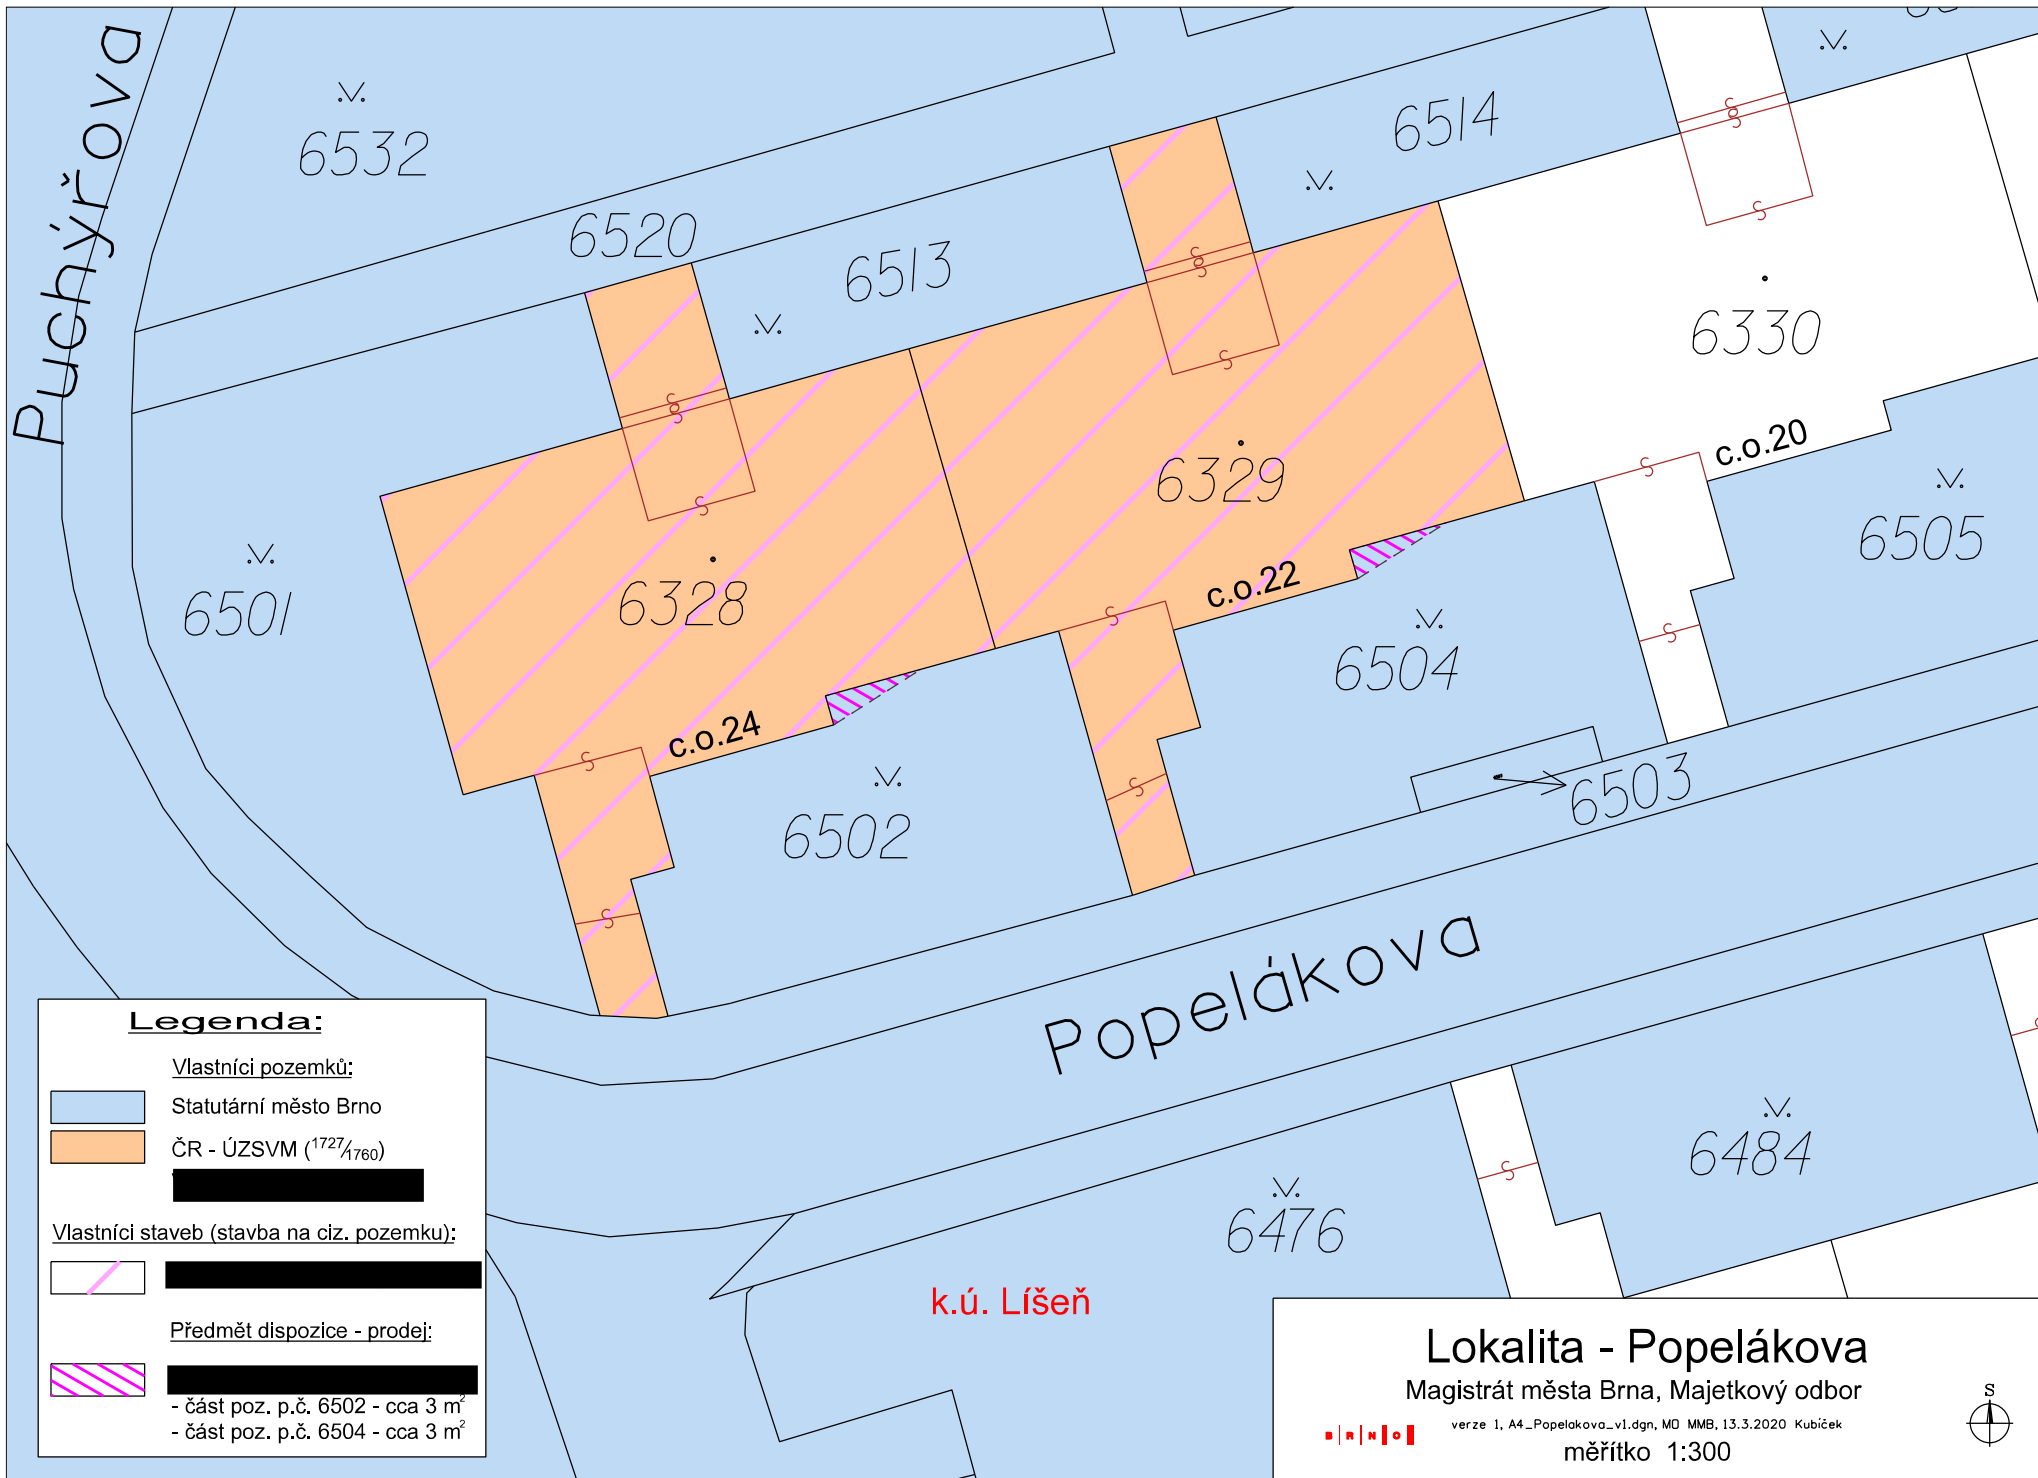 Puchýřova
6532
6520
6513
6514
6330
c.o.20
6505
6329
c.o.22
6501
6328
6504
c.o.24
6502
6503
Popelákova
6484
6476
k.ú. Líšeň
Legenda:
Vlastníci pozemků:
Statutární město Brno
ČR - ÚZSVM (1727/1760)
Vlastníci staveb (stavba na ciz. pozemku):
Předmět dispozice - prodej:
- část poz. p.č. 6502 - cca 3 m²
- část poz. p.č. 6504 - cca 3 m²
Lokalita - Popelákova
Magistrát města Brna, Majetkový odbor
verze 1, A4_Popelakova_v1.dgn, MO MMB, 13.3.2020 Kubíček
BRNO
měřítko 1:300
S